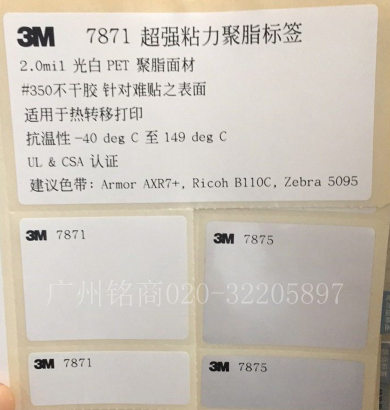 3M 7871 超强粘力聚脂标签
2.0mil 光白 PET 聚脂面材
#350不干胶 针对难贴之表面
适用于热转移打印
抗温性 -40 deg C 至 149 deg C
UL & CSA 认证
建议色带: Armor AXR7+, Ricoh B110C, Zebra 5095
3M 7871
3M 7875
广州铭商020-32205897
3M 7871
3M 7875